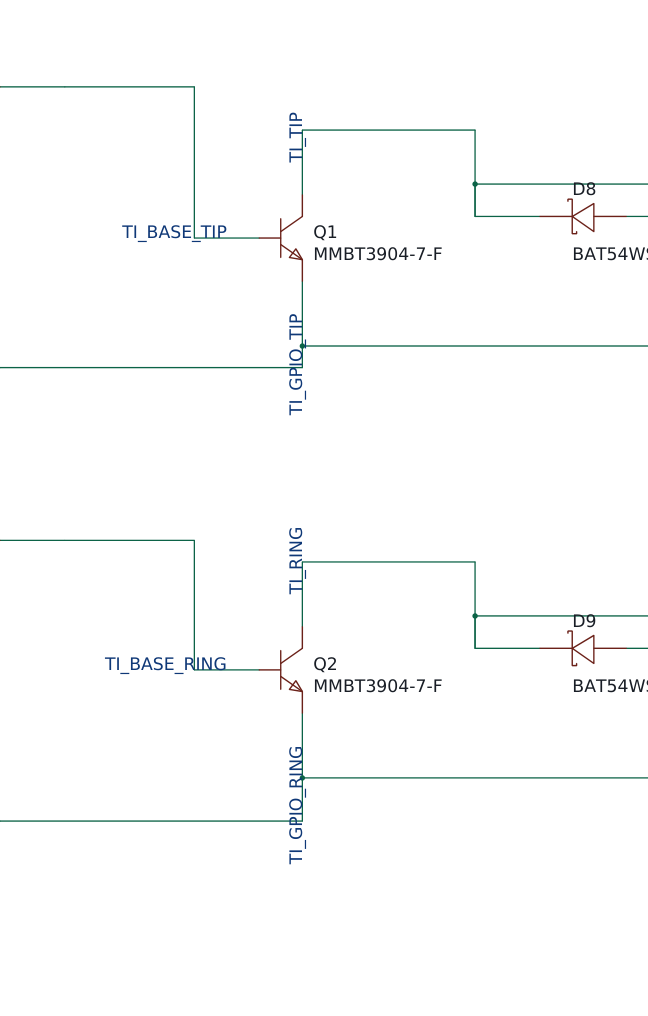 TI_TIP
D8
TI_BASE_TIP
Q1
MMBT3904-7-F
BAT54WS
TI_GPIO_TIP
TI_RING
D9
TI_BASE_RING
Q2
MMBT3904-7-F
BAT54WS
TI_GPIO_RING